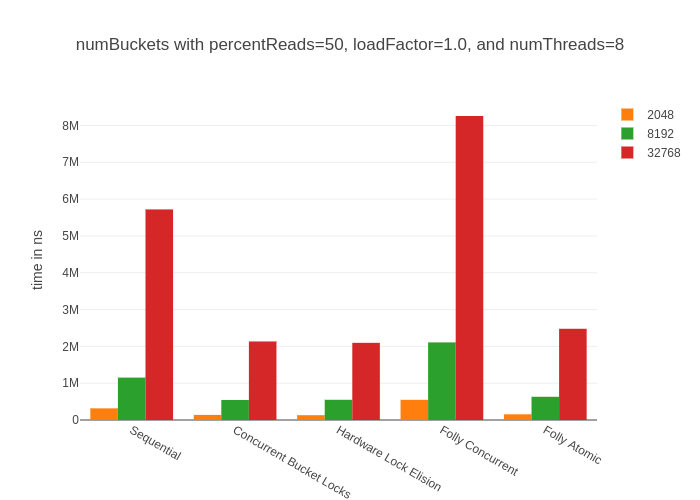 numBuckets with percentReads=50, loadFactor=1.0, and numThreads=8
2048
8192
32768
time in ns
8M
7M
6M
5M
4M
3M
2M
1M
0
Sequential
Concurrent Bucket Locks
Hardware Lock Elision
Folly Concurrent
Folly Atomic